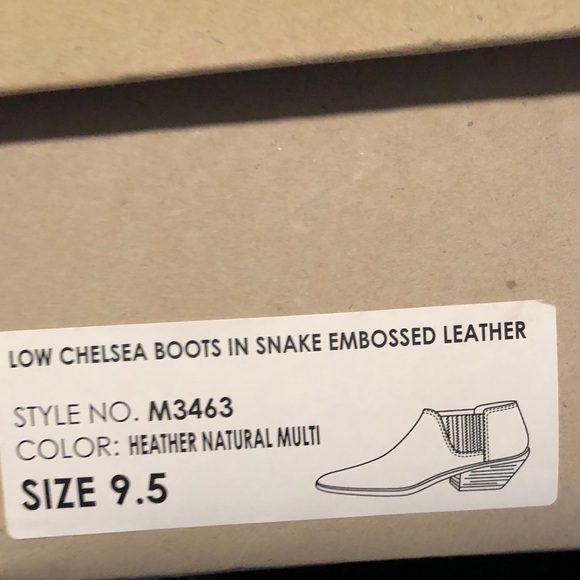 LOW CHELSEA BOOTS IN SNAKE EMBOSSED LEATHER
STYLE NO. M3463
COLOR: HEATHER NATURAL MULTI
SIZE 9.5